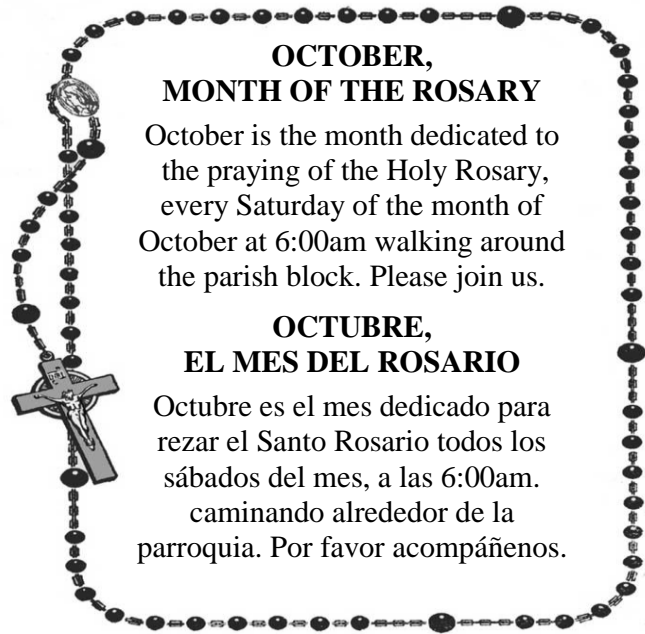 OCTOBER,
MONTH OF THE ROSARY
October is the month dedicated to
the praying of the Holy Rosary,
every Saturday of the month of
October at 6:00am walking around
the parish block. Please join us.
OCTUBRE,
EL MES DEL ROSARIO
Octubre es el mes dedicado para
rezar el Santo Rosario todos los
sábados del mes, a las 6:00am.
caminando alrededor de la
parroquia. Por favor acompáñenos.